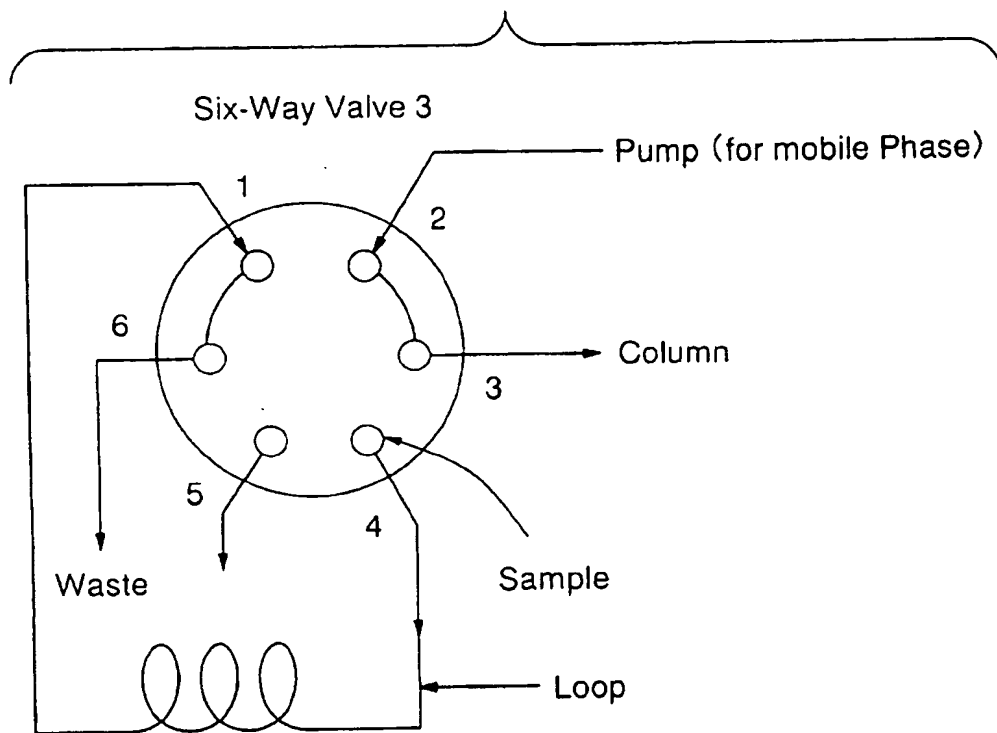 Six-Way Valve 3
Pump (for mobile Phase)
1
2
6
Column
3
5
4
Waste
Sample
Loop